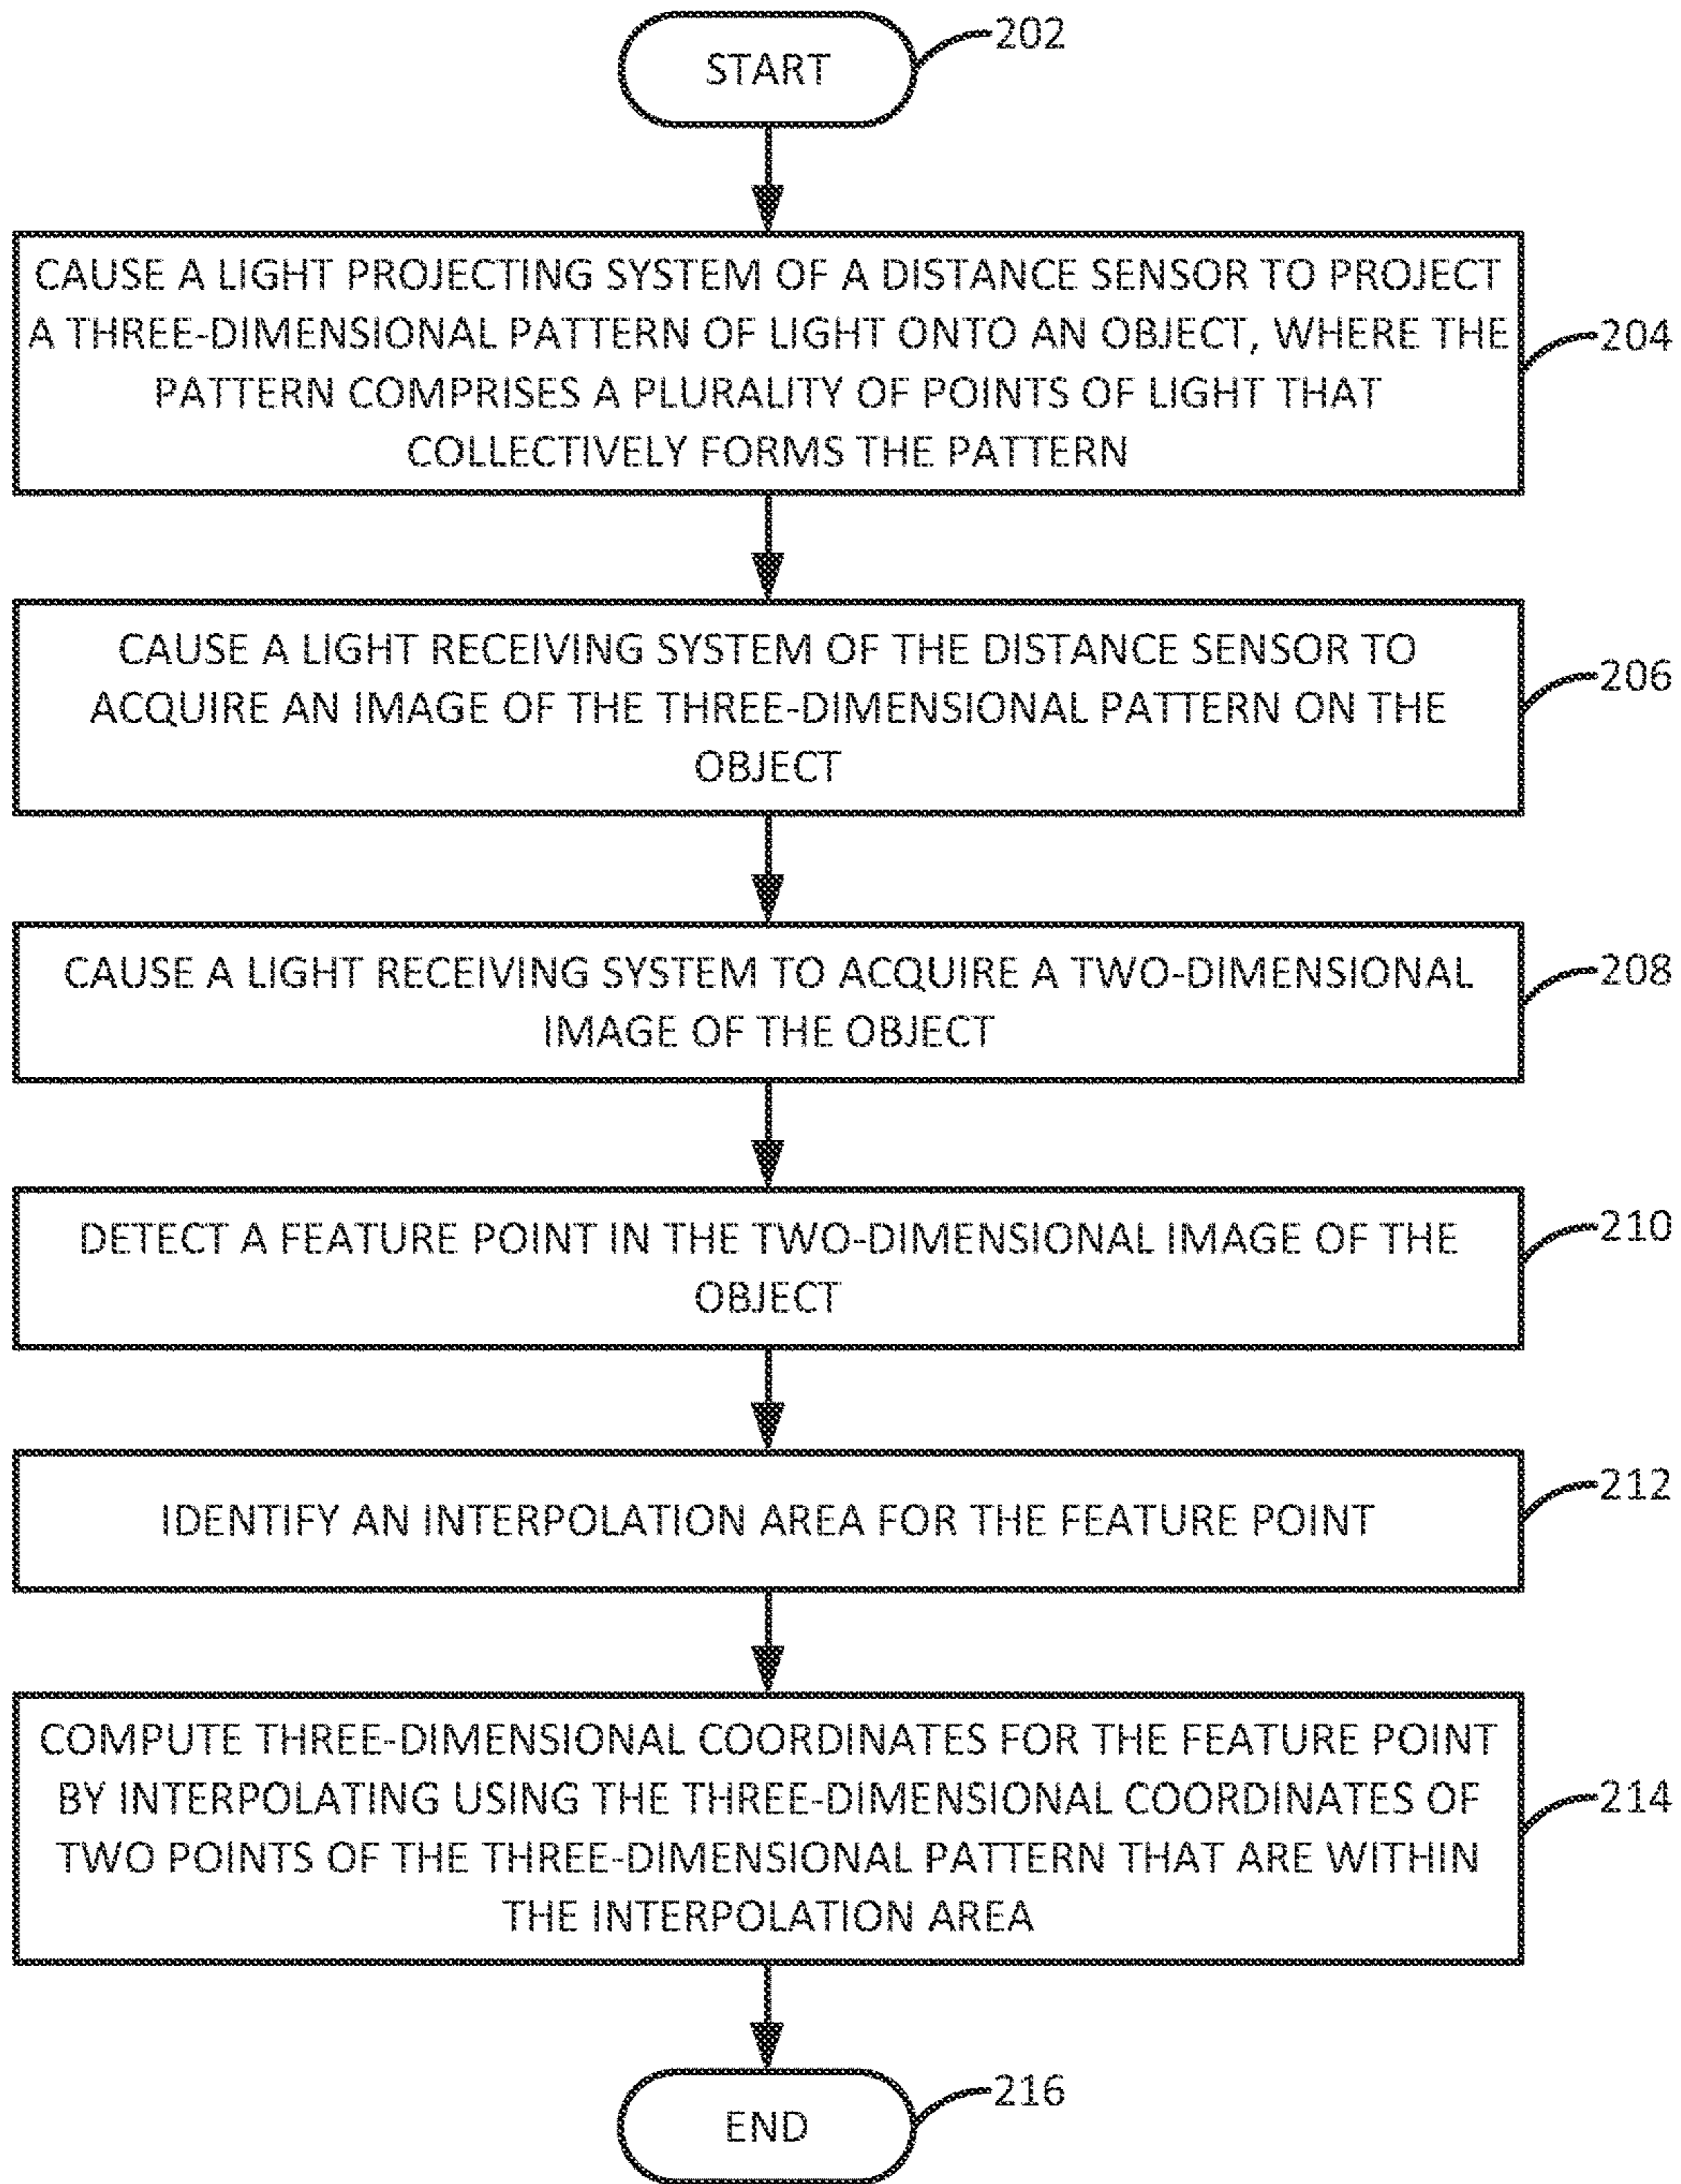 START
202
CAUSE A LIGHT PROJECTING SYSTEM OF A DISTANCE SENSOR TO PROJECT
A THREE-DIMENSIONAL PATTERN OF LIGHT ONTO AN OBJECT, WHERE THE
PATTERN COMPRISES A PLURALITY OF POINTS OF LIGHT THAT
COLLECTIVELY FORMS THE PATTERN
204
CAUSE A LIGHT RECEIVING SYSTEM OF THE DISTANCE SENSOR TO
ACQUIRE AN IMAGE OF THE THREE-DIMENSIONAL PATTERN ON THE
OBJECT
206
CAUSE A LIGHT RECEIVING SYSTEM TO ACQUIRE A TWO-DIMENSIONAL
IMAGE OF THE OBJECT
208
DETECT A FEATURE POINT IN THE TWO-DIMENSIONAL IMAGE OF THE
OBJECT
210
IDENTIFY AN INTERPOLATION AREA FOR THE FEATURE POINT
212
COMPUTE THREE-DIMENSIONAL COORDINATES FOR THE FEATURE POINT
BY INTERPOLATING USING THE THREE-DIMENSIONAL COORDINATES OF
TWO POINTS OF THE THREE-DIMENSIONAL PATTERN THAT ARE WITHIN
THE INTERPOLATION AREA
214
END
216